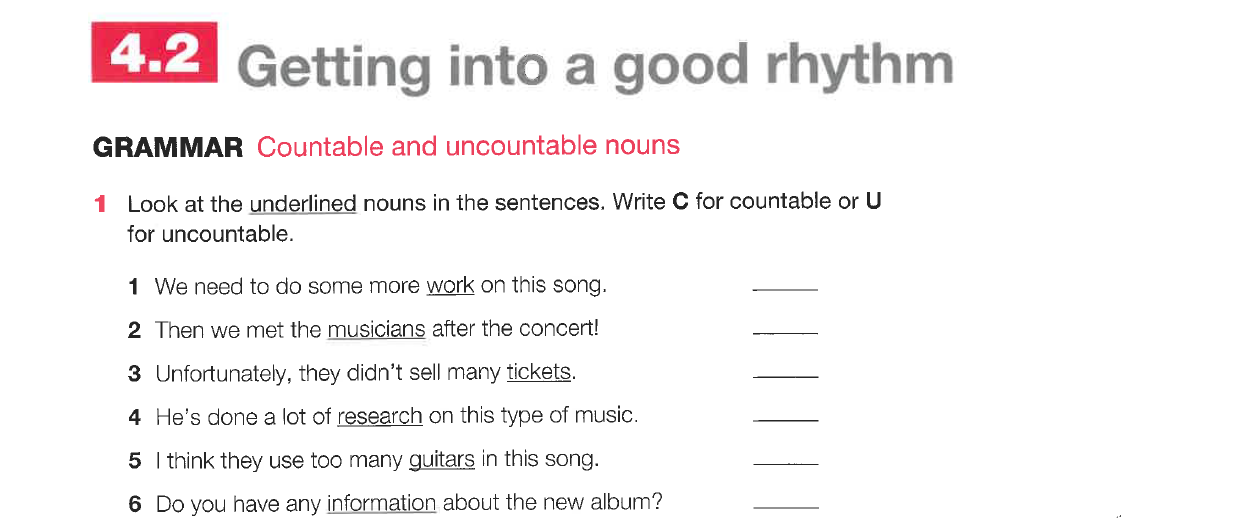 4.2 Getting into a good rhythm
GRAMMAR Countable and uncountable nouns
1 Look at the underlined nouns in the sentences. Write C for countable or U
for uncountable.
1 We need to do some more work on this song. ______
2 Then we met the musicians after the concert! ______
3 Unfortunately, they didn't sell many tickets. ______
4 He's done a lot of research on this type of music. ______
5 I think they use too many guitars in this song. ______
6 Do you have any information about the new album? ______